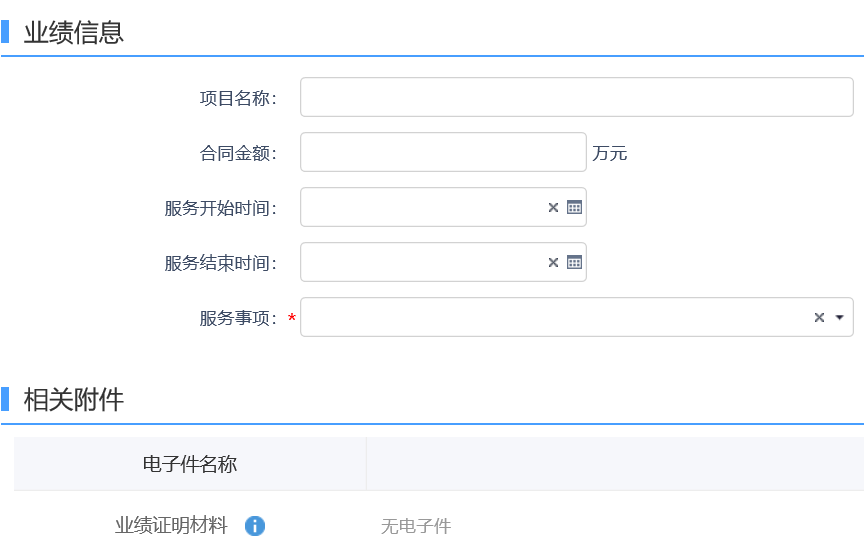 业绩信息
项目名称：
合同金额： 万元
服务开始时间：
服务结束时间：
服务事项： *
相关附件
电子件名称
业绩证明材料 无电子件